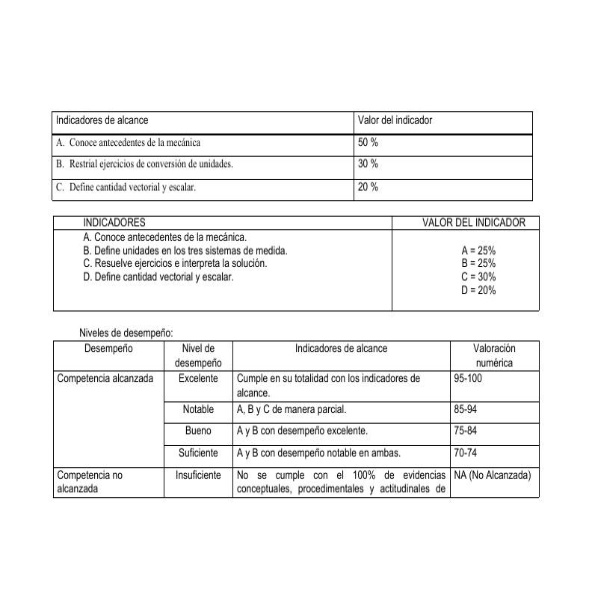 Indicadores de alcance Valor del indicador
A. Conoce antecedentes de la mecánica 50 %
B. Restrial ejercicios de conversión de unidades. 30 %
C. Define cantidad vectorial y escalar. 20 %
INDICADORES VALOR DEL INDICADOR
A. Conoce antecedentes de la mecánica.
B. Define unidades en los tres sistemas de medida. A = 25%
C. Resuelve ejercicios e interpreta la solución. B = 25%
D. Define cantidad vectorial y escalar. C = 30%
D = 20%
Niveles de desempeño:
Desempeño Nivel de desempeño Indicadores de alcance Valoración numérica
Competencia alcanzada Excelente Cumple en su totalidad con los indicadores de alcance. 95-100
Notable A, B y C de manera parcial. 85-94
Bueno A y B con desempeño excelente. 75-84
Suficiente A y B con desempeño notable en ambas. 70-74
Competencia no alcanzada Insuficiente No se cumple con el 100% de evidencias conceptuales, procedimentales y actitudinales de NA (No Alcanzada)